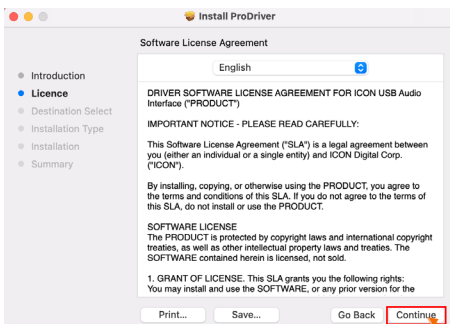 Install ProDriver
Software License Agreement
English
Introduction
Licence
Destination Select
Installation Type
Installation
Summary
DRIVER SOFTWARE LICENSE AGREEMENT FOR ICON USB Audio
Interface ("PRODUCT")
IMPORTANT NOTICE - PLEASE READ CAREFULLY:
This Software License Agreement ("SLA") is a legal agreement between
you (either an individual or a single entity) and ICON Digital Corp.
("ICON").
By installing, copying, or otherwise using the PRODUCT, you agree to
the terms and conditions of this SLA. If you do not agree to the terms of
this SLA, do not install or use the PRODUCT.
SOFTWARE LICENSE
The PRODUCT is protected by copyright laws and international copyright
treaties, as well as other intellectual property laws and treaties. The
SOFTWARE contained herein is licensed, not sold.
1. GRANT OF LICENSE. This SLA grants you the following rights:
You may install and use the SOFTWARE, or any prior version for the
Print... Save... Go Back Continue